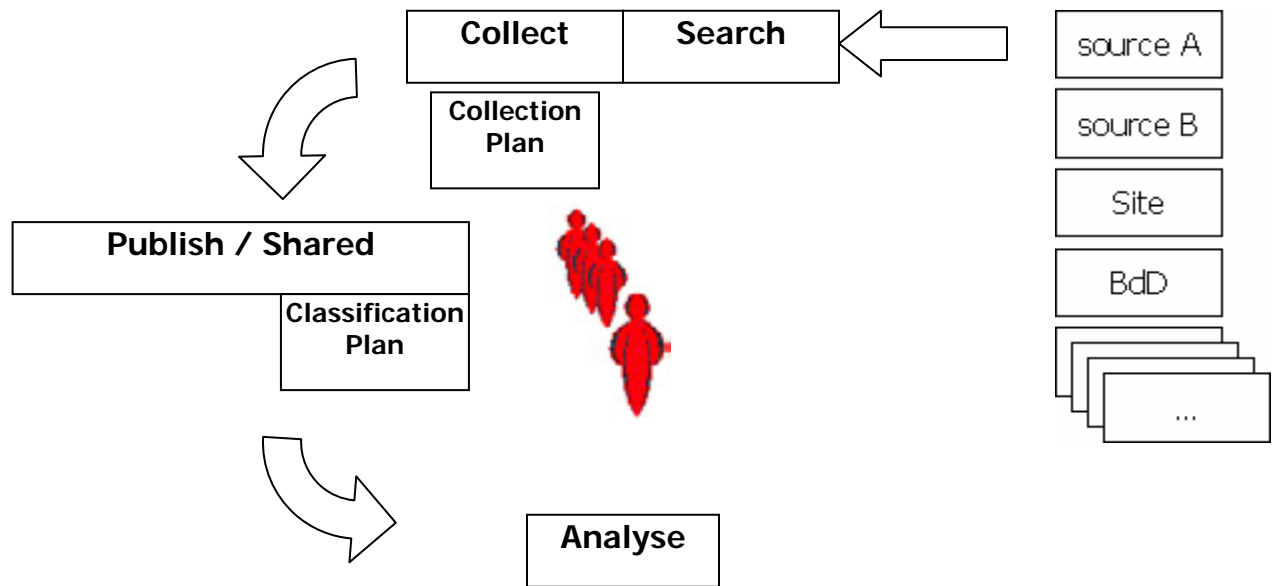 Collect
Search
Collection
Plan
Publish / Shared
Classification
Plan
Analyse
source A
source B
Site
BdD
...